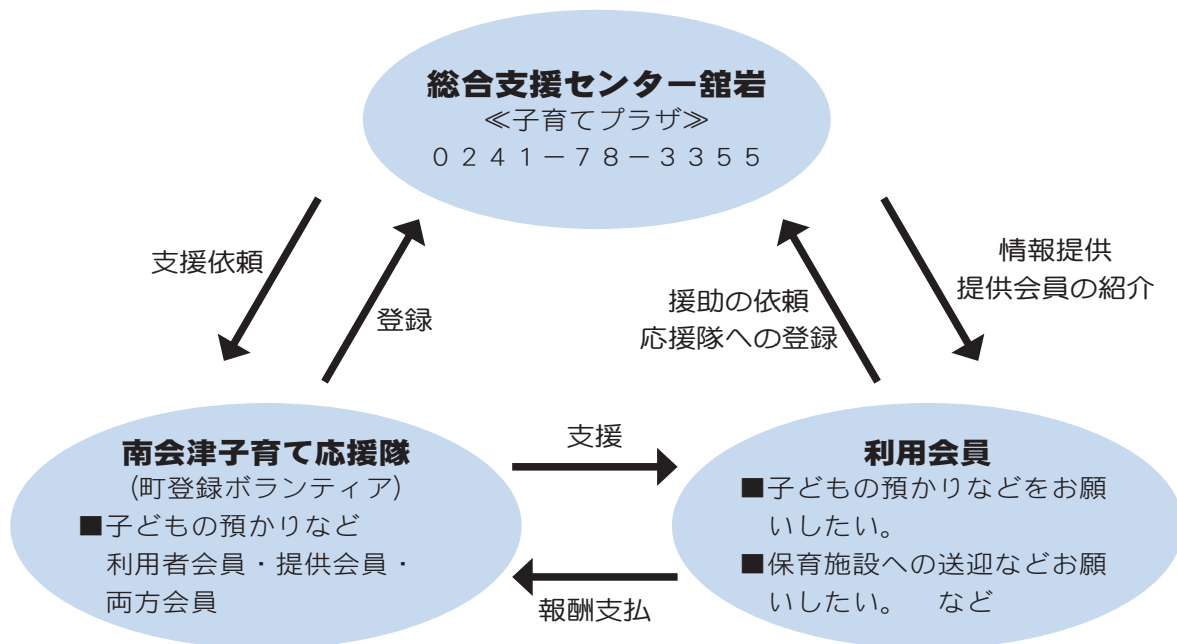 総合支援センター舘岩
≪子育てプラザ≫
０２４１－７８－３３５５
支援依頼
登録
援助の依頼
応援隊への登録
情報提供
提供会員の紹介
南会津子育て応援隊
（町登録ボランティア）
■子どもの預かりなど
利用者会員・提供会員・
両方会員
支援
報酬支払
利用会員
■子どもの預かりなどをお願
いしたい。
■保育施設への送迎などお願
いしたい。　など